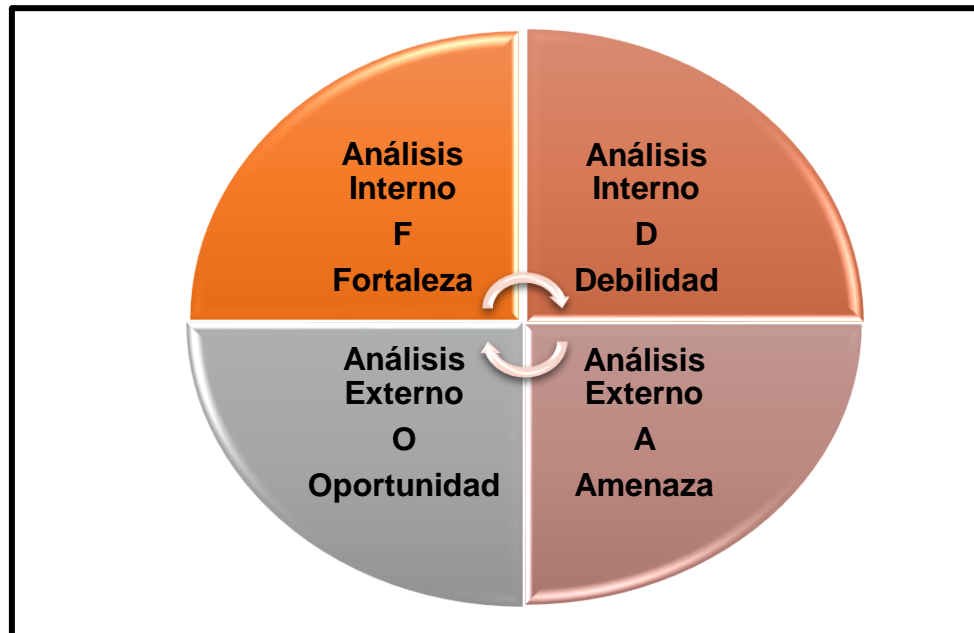 Análisis
Interno
F
Fortaleza
Análisis
Interno
D
Debilidad
Análisis
Externo
O
Oportunidad
Análisis
Externo
A
Amenaza